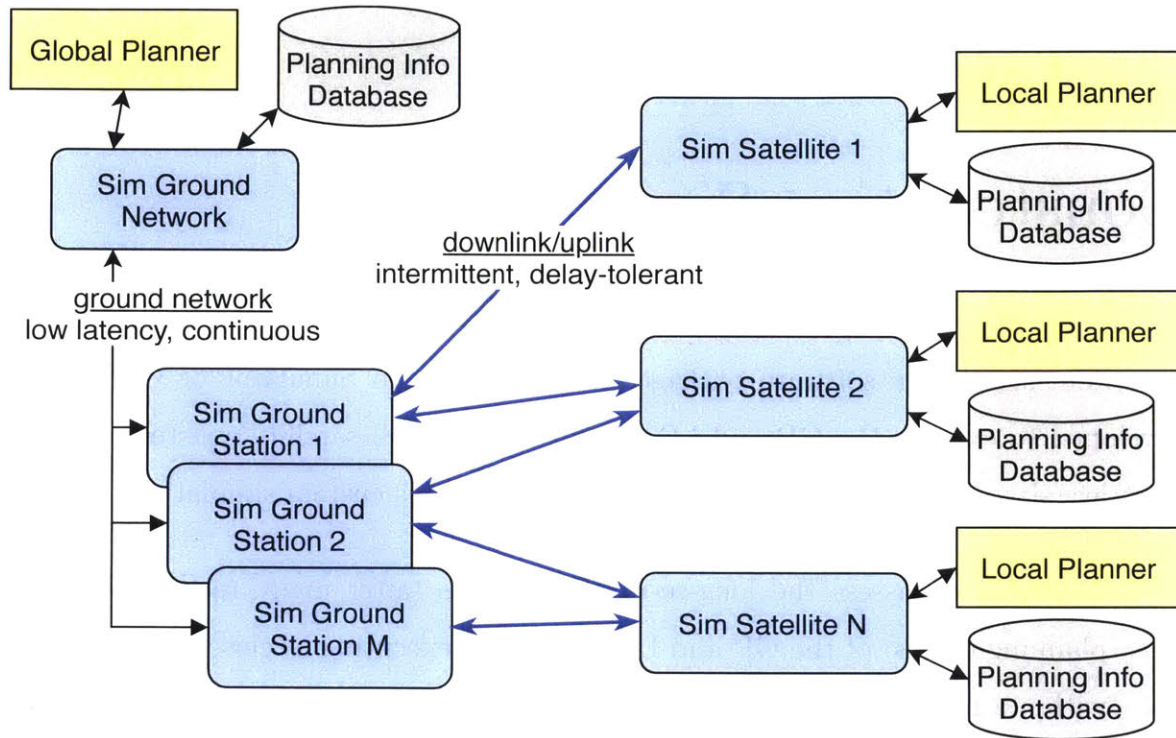 Global Planner
Planning Info
Database
Sim Ground
Network
ground network
low latency, continuous
downlink/uplink
intermittent, delay-tolerant
Sim Ground
Station 1
Sim Ground
Station 2
Sim Ground
Station M
Sim Satellite 1
Local Planner
Planning Info
Database
Sim Satellite 2
Local Planner
Planning Info
Database
Sim Satellite N
Local Planner
Planning Info
Database